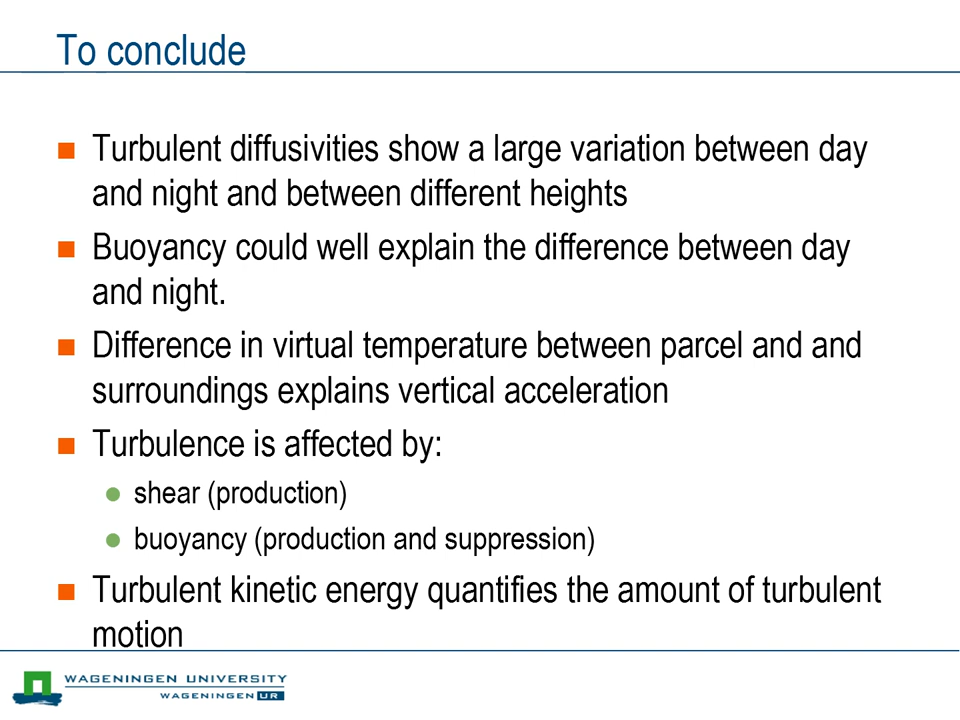 To conclude
Turbulent diffusivities show a large variation between day
and night and between different heights
Buoyancy could well explain the difference between day
and night.
Difference in virtual temperature between parcel and and
surroundings explains vertical acceleration
Turbulence is affected by:
shear (production)
buoyancy (production and suppression)
Turbulent kinetic energy quantifies the amount of turbulent
motion
WAGENINGEN UNIVERSITY
WAGENINGEN UR